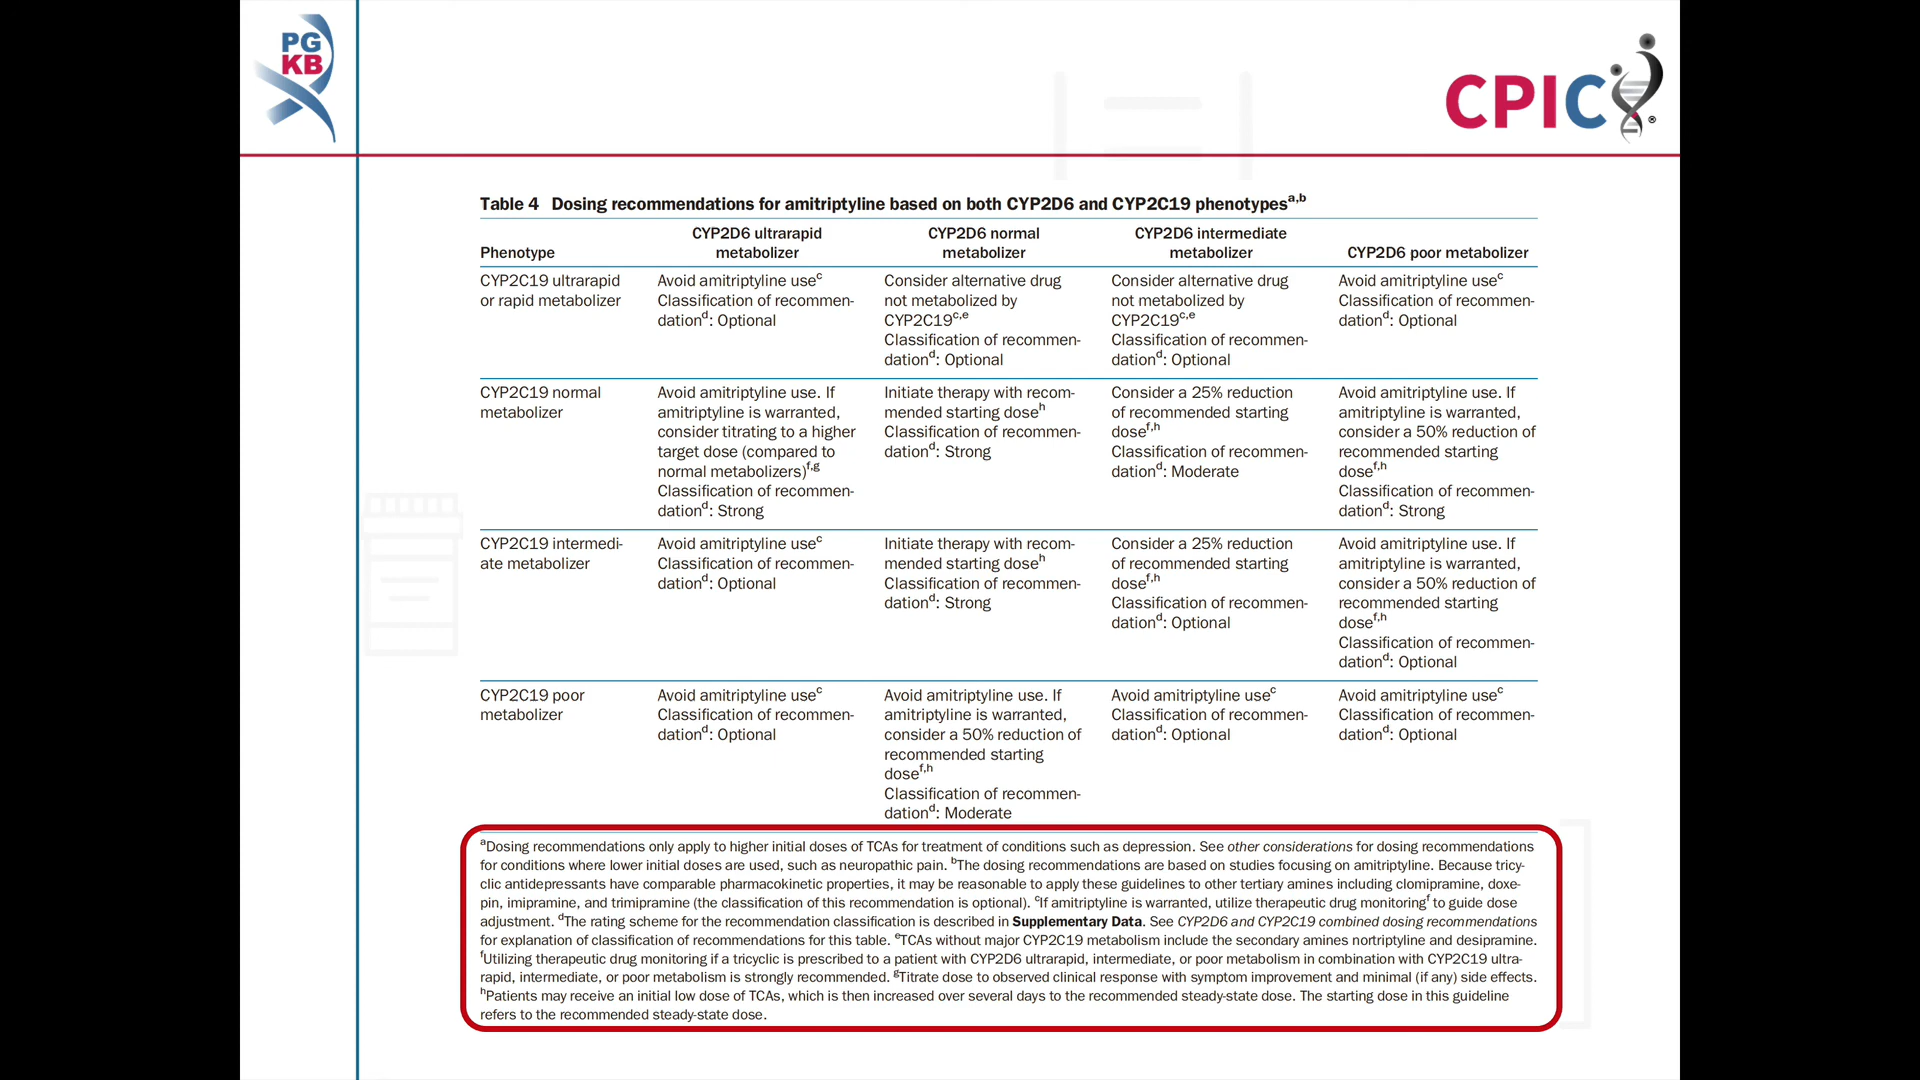 PG
KB
CPIC®
Table 4 Dosing recommendations for amitriptyline based on both CYP2D6 and CYP2C19 phenotypesa,b
Phenotype
CYP2D6 ultrarapid
metabolizer
CYP2D6 normal
metabolizer
CYP2D6 intermediate
metabolizer
CYP2D6 poor metabolizer
CYP2C19 ultrarapid
or rapid metabolizer
Avoid amitriptyline usec
Classification of recommen-
dationd: Optional
Consider alternative drug
not metabolized by
CYP2C19c,e
Classification of recommen-
dationd: Optional
Consider alternative drug
not metabolized by
CYP2C19c,e
Classification of recommen-
dationd: Optional
Avoid amitriptyline usec
Classification of recommen-
dationd: Optional
CYP2C19 normal
metabolizer
Avoid amitriptyline use. If
amitriptyline is warranted,
consider titrating to a higher
target dose (compared to
normal metabolizers)f,g
Classification of recommen-
dationd: Strong
Initiate therapy with recom-
mended starting doseh
Classification of recommen-
dationd: Strong
Consider a 25% reduction
of recommended starting
dosef,h
Classification of recommen-
dationd: Moderate
Avoid amitriptyline use. If
amitriptyline is warranted,
consider a 50% reduction of
recommended starting
dosef,h
Classification of recommen-
dationd: Strong
CYP2C19 intermedi-
ate metabolizer
Avoid amitriptyline usec
Classification of recommen-
dationd: Optional
Initiate therapy with recom-
mended starting doseh
Classification of recommen-
dationd: Strong
Consider a 25% reduction
of recommended starting
dosef,h
Classification of recommen-
dationd: Optional
Avoid amitriptyline use. If
amitriptyline is warranted,
consider a 50% reduction of
recommended starting
dosef,h
Classification of recommen-
dationd: Optional
CYP2C19 poor
metabolizer
Avoid amitriptyline usec
Classification of recommen-
dationd: Optional
Avoid amitriptyline use. If
amitriptyline is warranted,
consider a 50% reduction of
recommended starting
dosef,h
Classification of recommen-
dationd: Moderate
Avoid amitriptyline usec
Classification of recommen-
dationd: Optional
Avoid amitriptyline usec
Classification of recommen-
dationd: Optional
aDosing recommendations only apply to higher initial doses of TCAs for treatment of conditions such as depression. See other considerations for dosing recommendations
for conditions where lower initial doses are used, such as neuropathic pain. bThe dosing recommendations are based on studies focusing on amitriptyline. Because tricy-
clic antidepressants have comparable pharmacokinetic properties, it may be reasonable to apply these guidelines to other tertiary amines including clomipramine, doxe-
pin, imipramine, and trimipramine (the classification of this recommendation is optional). cIf amitriptyline is warranted, utilize therapeutic drug monitoringf to guide dose
adjustment. dThe rating scheme for the recommendation classification is described in Supplementary Data. See CYP2D6 and CYP2C19 combined dosing recommendations
for explanation of classification of recommendations for this table. eTCAs without major CYP2C19 metabolism include the secondary amines nortriptyline and desipramine.
fUtilizing therapeutic drug monitoring if a tricyclic is prescribed to a patient with CYP2D6 ultrarapid, intermediate, or poor metabolism in combination with CYP2C19 ultra-
rapid, intermediate, or poor metabolism is strongly recommended. gTitrate dose to observed clinical response with symptom improvement and minimal (if any) side effects.
hPatients may receive an initial low dose of TCAs, which is then increased over several days to the recommended steady-state dose. The starting dose in this guideline
refers to the recommended steady-state dose.